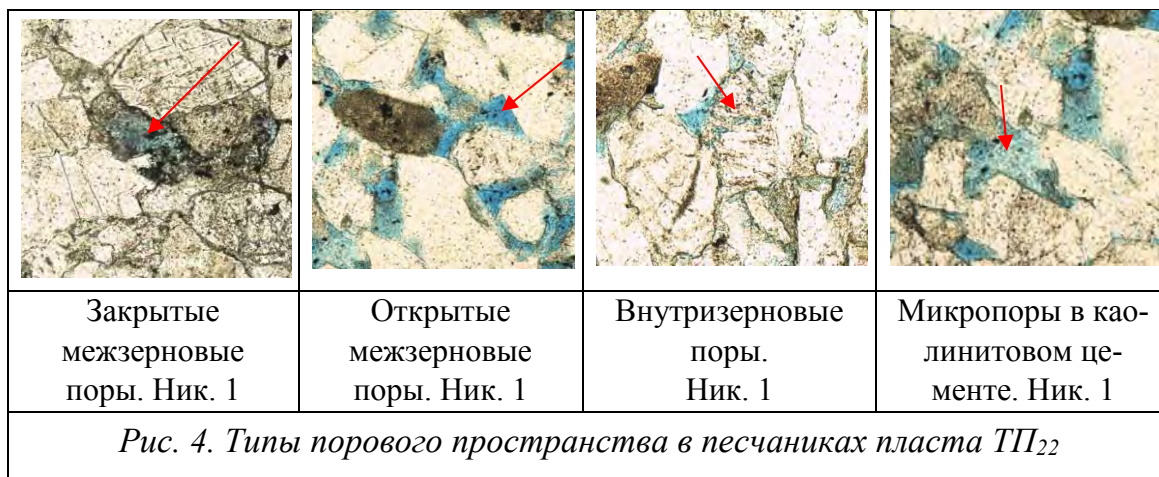 Закрытые
межзерновые
поры. Ник. 1
Открытые
межзерновые
поры. Ник. 1
Внутризерновые
поры.
Ник. 1
Микропоры в као-
линитовом це-
менте. Ник. 1
Рис. 4. Типы порового пространства в песчаниках пласта ТП22